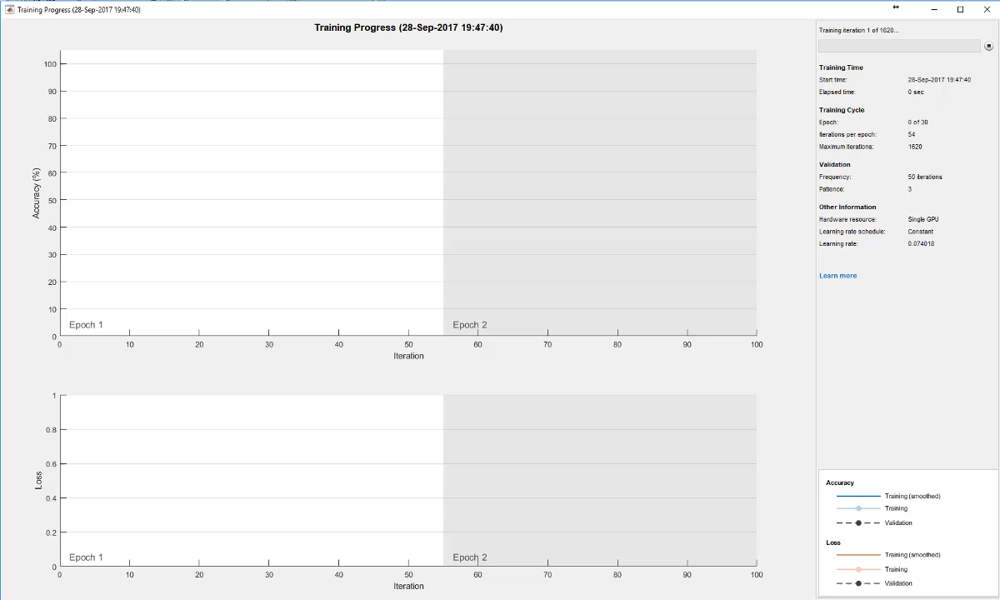 Training Progress (28-Sep-2017 19:47:40)
Training Progress (28-Sep-2017 19:47:40)
Accuracy (%)
100
90
80
70
60
50
40
30
20
10
0
Epoch 1
Epoch 2
0 10 20 30 40 50 60 70 80 90 100
Iteration
Loss
1
0.8
0.6
0.4
0.2
0
Epoch 1
Epoch 2
0 10 20 30 40 50 60 70 80 90 100
Iteration
Training iteration 1 of 1620...
Training Time
Start time: 28-Sep-2017 19:47:40
Elapsed time: 0 sec
Training Cycle
Epoch: 0 of 30
Iterations per epoch: 54
Maximum iterations: 1620
Validation
Frequency: 50 iterations
Patience: 3
Other Information
Hardware resource: Single GPU
Learning rate schedule: Constant
Learning rate: 0.074018
Learn more
Accuracy
Training (smoothed)
Training
Validation
Loss
Training (smoothed)
Training
Validation